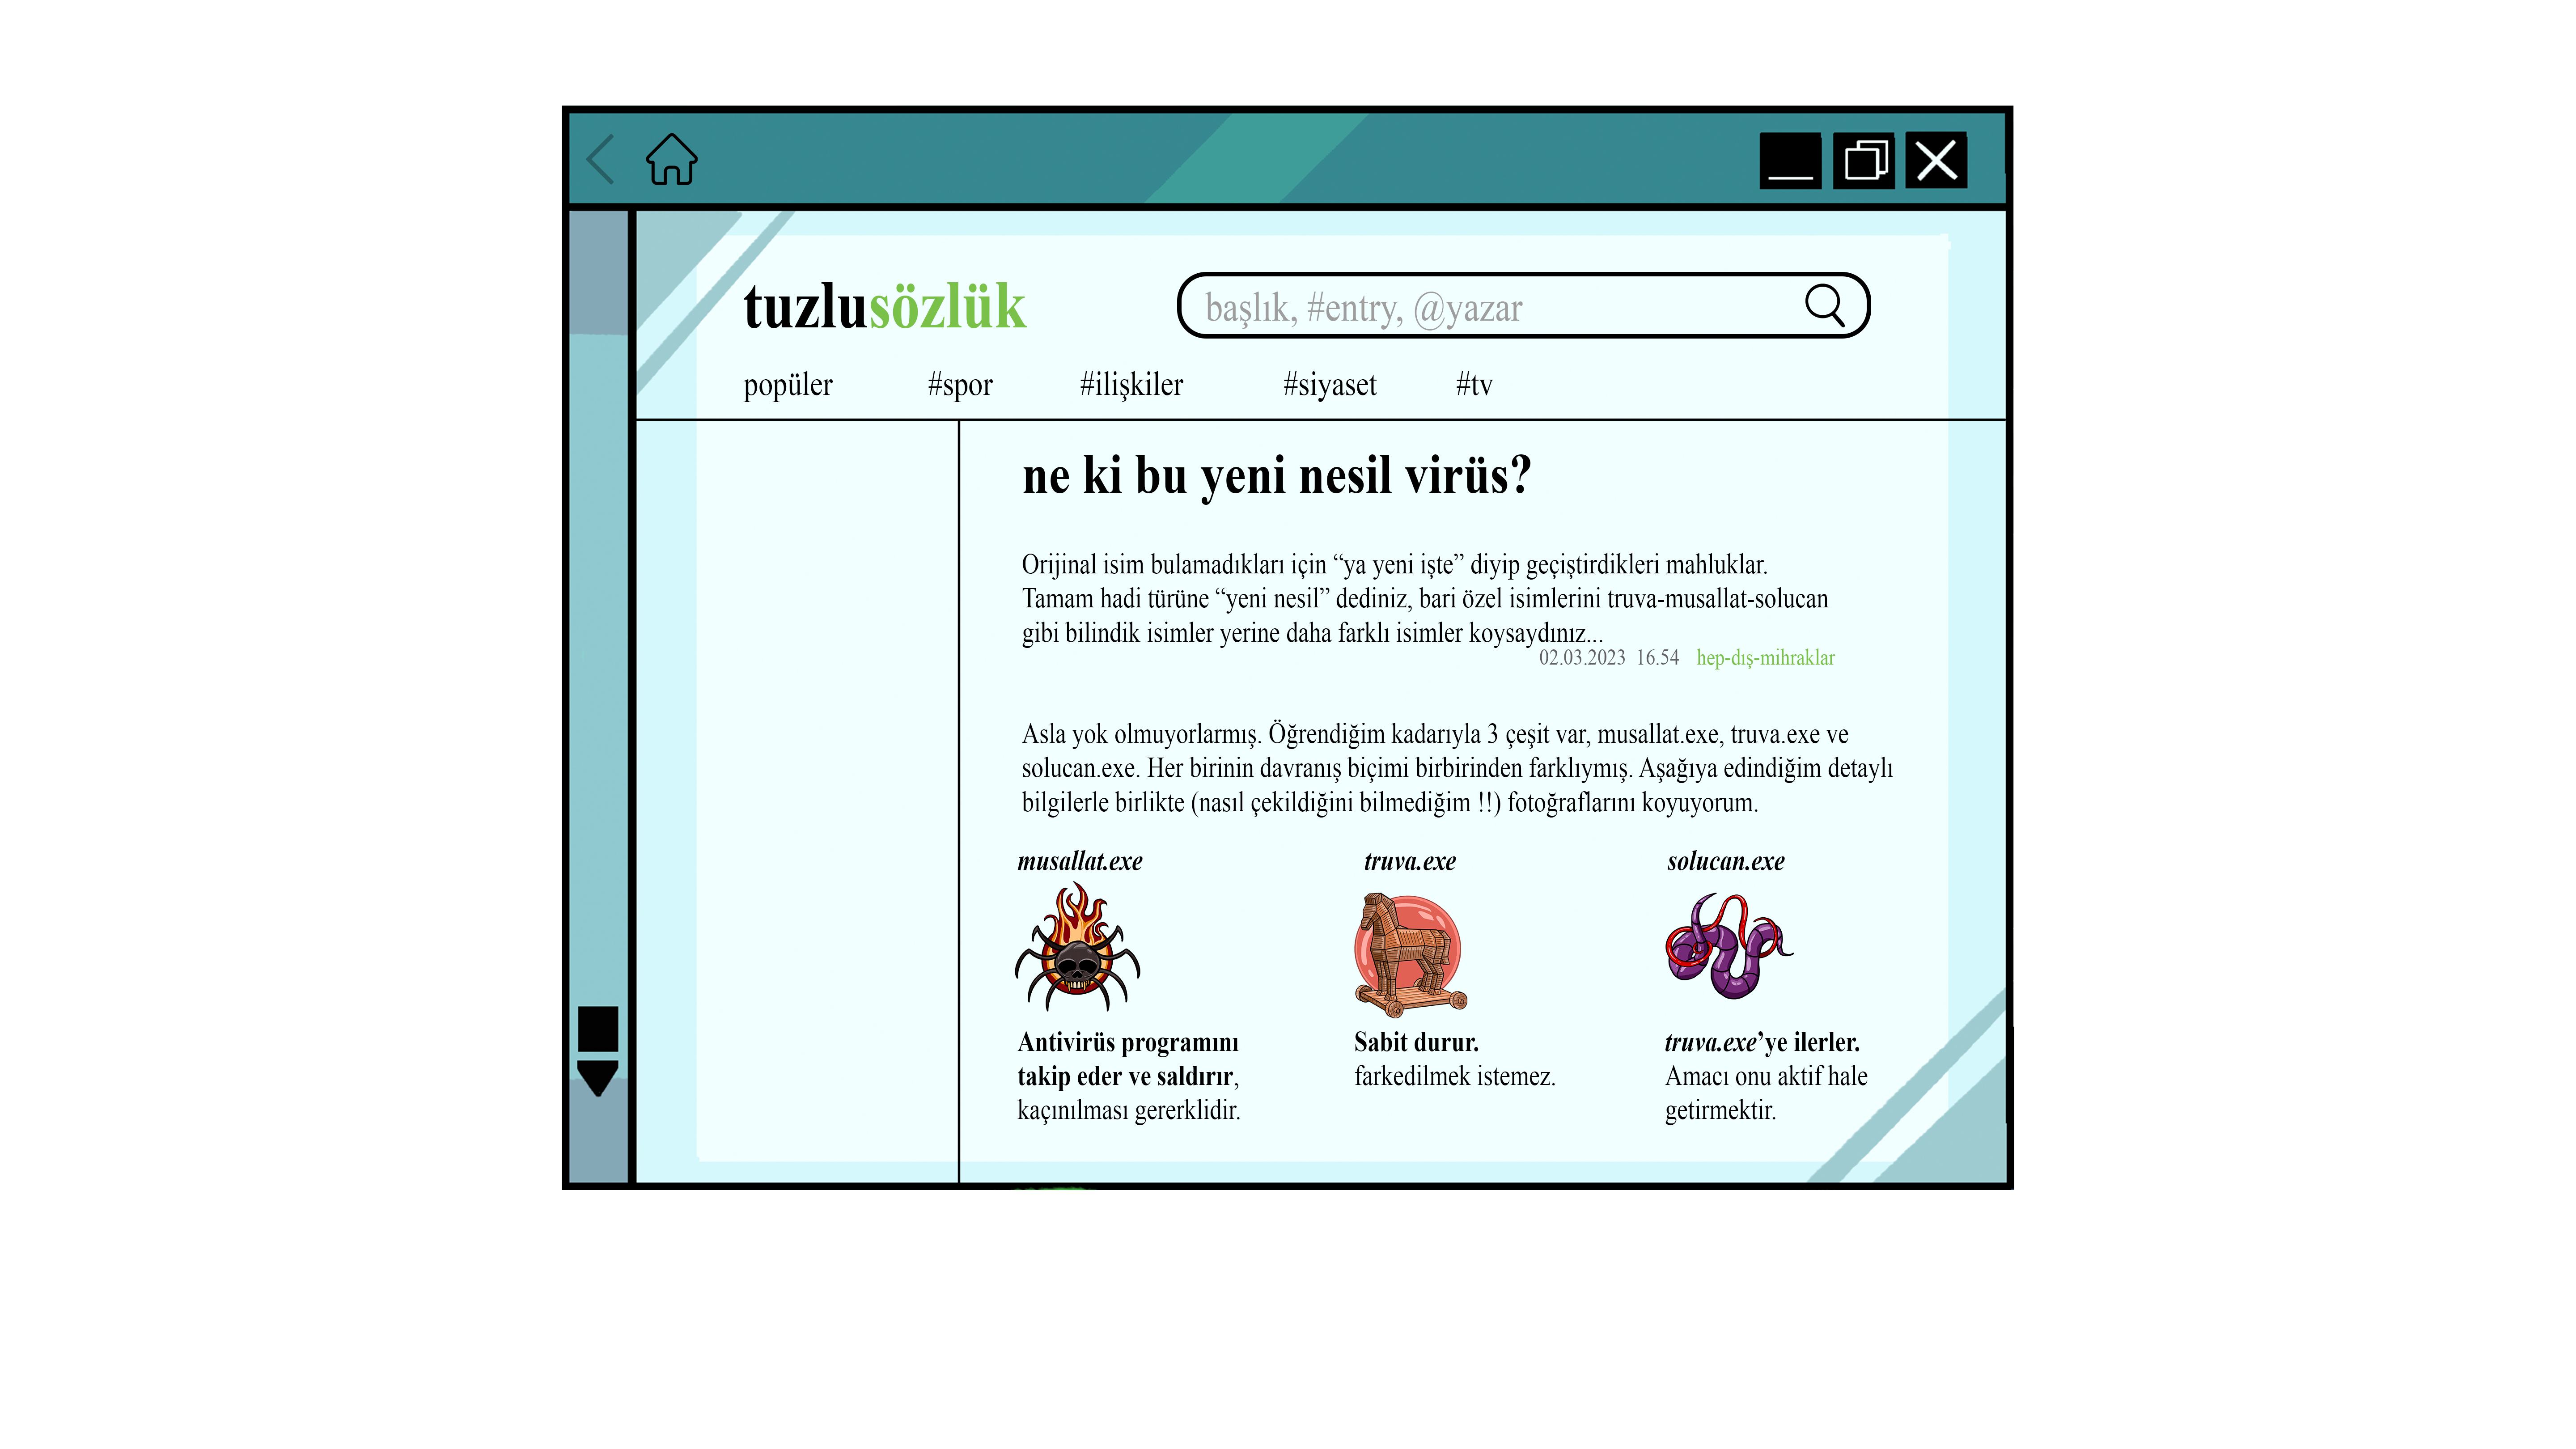 tuzlusözlük
başlık, #entry, @yazar
popüler #spor #ilişkiler #siyaset #tv
ne ki bu yeni nesil virüs?
Orijinal isim bulamadıkları için “ya yeni işte” diyip geçiştirdikleri mahluklar.
Tamam hadi türüne “yeni nesil” dediniz, bari özel isimlerini truva-musallat-solucan
gibi bilindik isimler yerine daha farklı isimler koysaydınız...
02.03.2023 16.54 hep-dış-mihraklar
Asla yok olmuyorlarmış. Öğrendiğim kadarıyla 3 çeşit var, musallat.exe, truva.exe ve
solucan.exe. Her birinin davranış biçimi birbirinden farklıymış. Aşağıya edindiğim detaylı
bilgilerle birlikte (nasıl çekildiğini bilmediğim !!) fotoğraflarını koyuyorum.
musallat.exe
Antivirüs programını
takip eder ve saldırır,
kaçınılması gererklidir.
truva.exe
Sabit durur.
farkedilmek istemez.
solucan.exe
truva.exe’ye ilerler.
Amacı onu aktif hale
getirmektir.